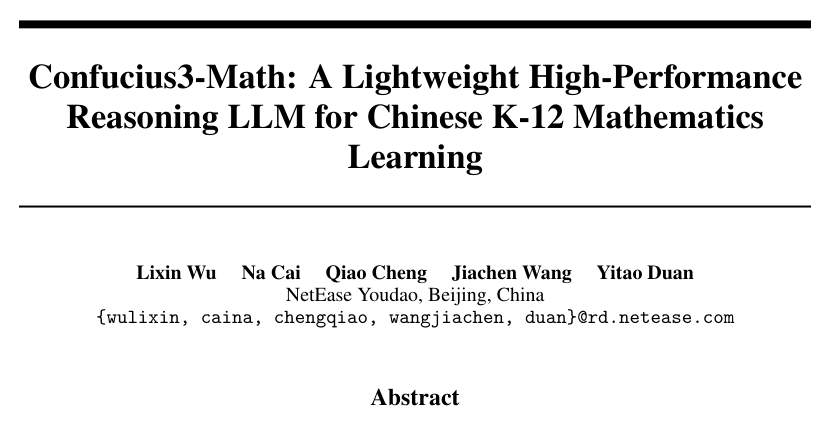 Confucius3-Math: A Lightweight High-Performance
Reasoning LLM for Chinese K-12 Mathematics
Learning
Lixin Wu Na Cai Qiao Cheng Jiachen Wang Yitao Duan
NetEase Youdao, Beijing, China
{wulixin, caina, chengqiao, wangjiachen, duan}@rd.netease.com
Abstract